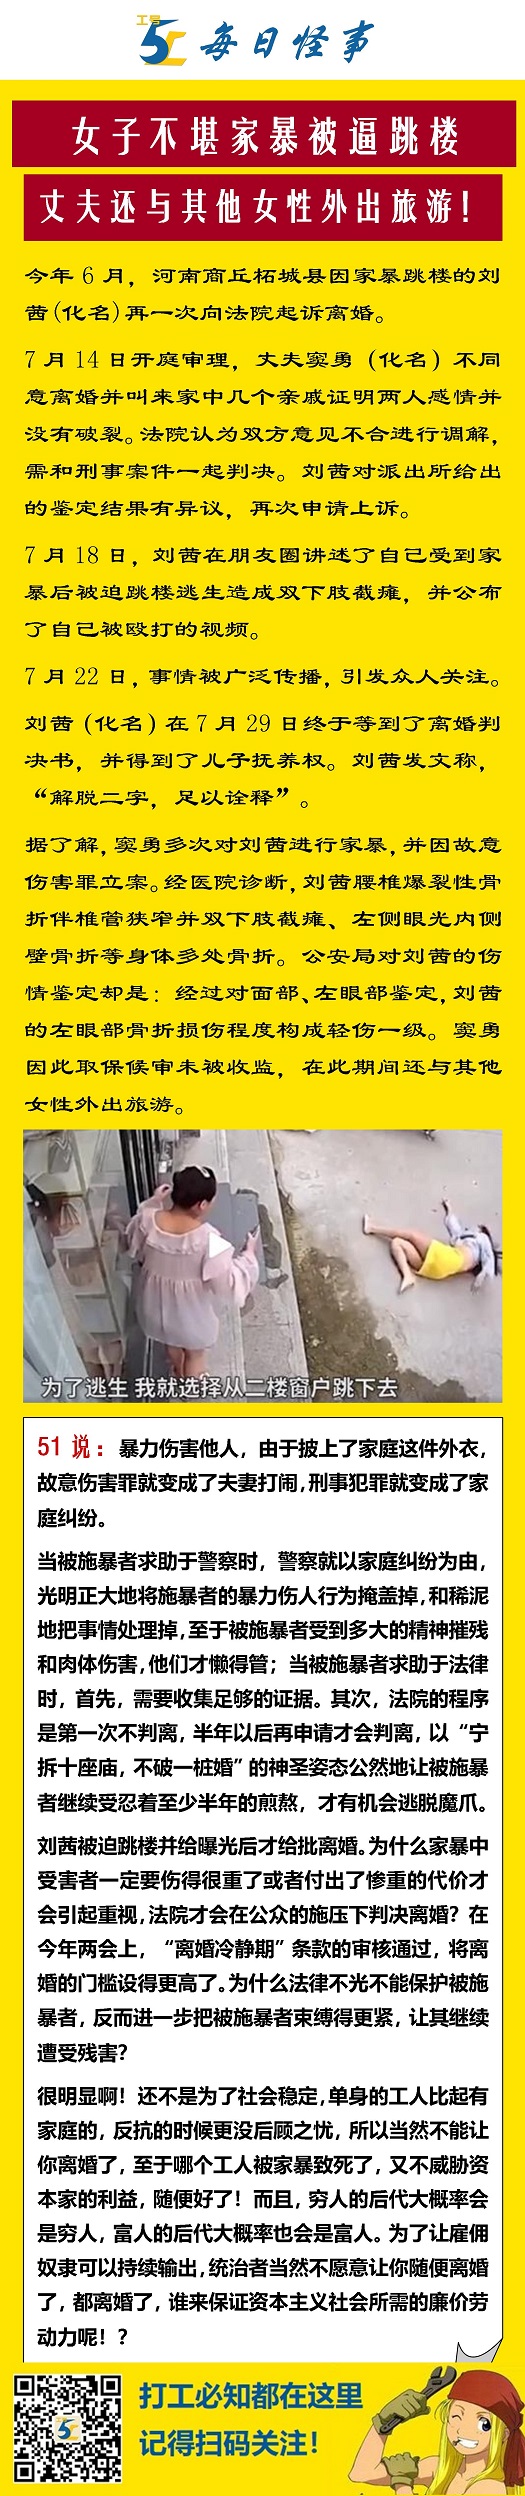 工号
51
每日怪事
女子不堪家暴被逼跳楼
丈夫还与其他女性外出旅游！
今年 6 月，河南商丘柘城县因家暴跳楼的刘
茜(化名)再一次向法院起诉离婚。
7 月 14 日开庭审理，丈夫窦勇（化名）不同
意离婚并叫来家中几个亲戚证明两人感情并
没有破裂。法院认为双方意见不合进行调解，
需和刑事案件一起判决。刘茜对派出所给出
的鉴定结果有异议，再次申请上诉。
7 月 18 日，刘茜在朋友圈讲述了自己受到家
暴后被迫跳楼逃生造成双下肢截瘫，并公布
了自己被殴打的视频。
7 月 22 日，事情被广泛传播，引发众人关注。
刘茜（化名）在 7 月 29 日终于等到了离婚判
决书，并得到了儿子抚养权。刘茜发文称，
“解脱二字，足以诠释”。
据了解，窦勇多次对刘茜进行家暴，并因故意
伤害罪立案。经医院诊断，刘茜腰椎爆裂性骨
折伴椎管狭窄并双下肢截瘫、左侧眼光内侧
壁骨折等身体多处骨折。公安局对刘茜的伤
情鉴定却是：经过对面部、左眼部鉴定，刘茜
的左眼部骨折损伤程度构成轻伤一级。窦勇
因此取保候审未被收监，在此期间还与其他
女性外出旅游。
为了逃生 我就选择从二楼窗户跳下去
51 说：暴力伤害他人，由于披上了家庭这件外衣，
故意伤害罪就变成了夫妻打闹，刑事犯罪就变成了家
庭纠纷。
当被施暴者求助于警察时，警察就以家庭纠纷为由，
光明正大地将施暴者的暴力伤人行为掩盖掉，和稀泥
地把事情处理掉，至于被施暴者受到多大的精神摧残
和肉体伤害，他们才懒得管；当被施暴者求助于法律
时，首先，需要收集足够的证据。其次，法院的程序
是第一次不判离，半年以后再申请才会判离，以“宁
拆十座庙，不破一桩婚”的神圣姿态公然地让被施暴
者继续受忍着至少半年的煎熬，才有机会逃脱魔爪。
刘茜被迫跳楼并给曝光后才给批离婚。为什么家暴中
受害者一定要伤得很重了或者付出了惨重的代价才
会引起重视，法院才会在公众的施压下判决离婚？在
今年两会上，“离婚冷静期”条款的审核通过，将离
婚的门槛设得更高了。为什么法律不光不能保护被施
暴者，反而进一步把被施暴者束缚得更紧，让其继续
遭受残害？
很明显啊！还不是为了社会稳定，单身的工人比起有
家庭的，反抗的时候更没后顾之忧，所以当然不能让
你离婚了，至于哪个工人被家暴致死了，又不威胁资
本家的利益，随便好了！而且，穷人的后代大概率会
是穷人，富人的后代大概率也会是富人。为了让雇佣
奴隶可以持续输出，统治者当然不愿意让你随便离婚
了，都离婚了，谁来保证资本主义社会所需的廉价劳
动力呢！？
打工必知都在这里
记得扫码关注！